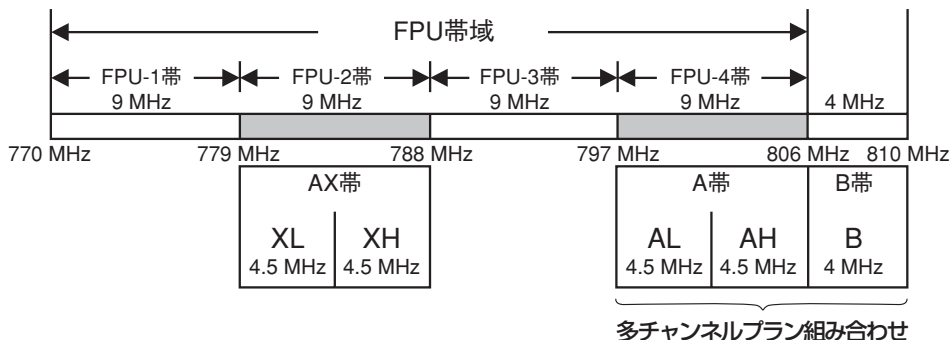 FPU帯域
FPU-1帯 FPU-2帯 FPU-3帯 FPU-4帯
9 MHz 9 MHz 9 MHz 9 MHz 4 MHz
770 MHz 779 MHz 788 MHz 797 MHz 806 MHz 810 MHz
AX帯 A帯 B帯
XL XH AL AH B
4.5 MHz 4.5 MHz 4.5 MHz 4.5 MHz 4 MHz
多チャンネルプラン組み合わせ